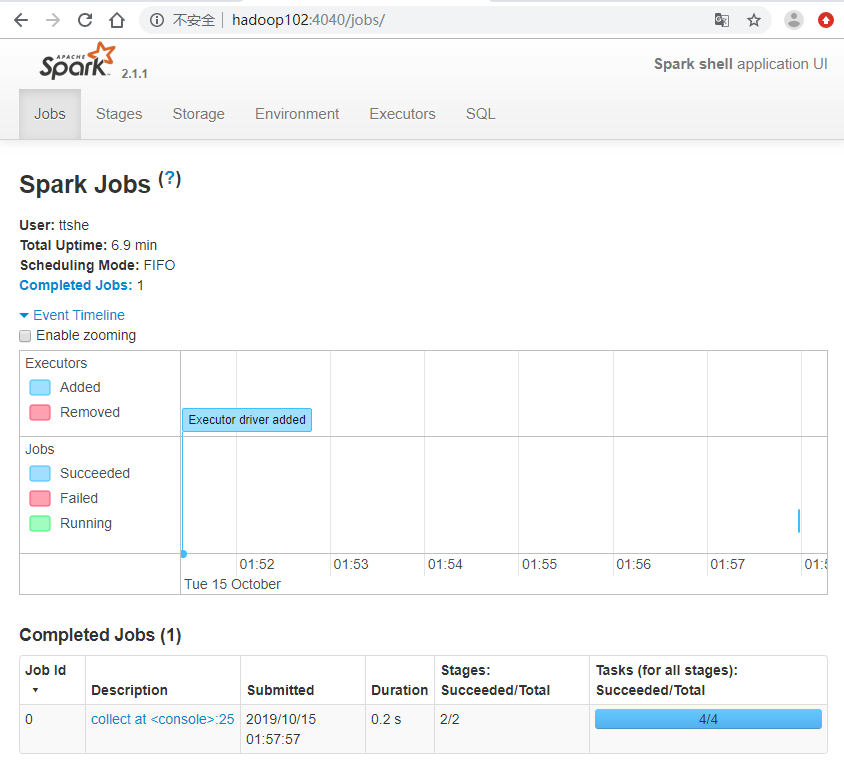 不安全 hadoop102:4040/jobs/
APACHE
Spark 2.1.1
Spark shell application UI
Jobs Stages Storage Environment Executors SQL
Spark Jobs (?)
User: ttshe
Total Uptime: 6.9 min
Scheduling Mode: FIFO
Completed Jobs: 1
Event Timeline
Enable zooming
Executors
Added
Removed
Executor driver added
Jobs
Succeeded
Failed
Running
01:52 01:53 01:54 01:55 01:56 01:57
Tue 15 October
Completed Jobs (1)
Job Id ▾ Description Submitted Duration Stages: Succeeded/Total Tasks (for all stages): Succeeded/Total
0 collect at <console>:25 2019/10/15 01:57:57 0.2 s 2/2 4/4